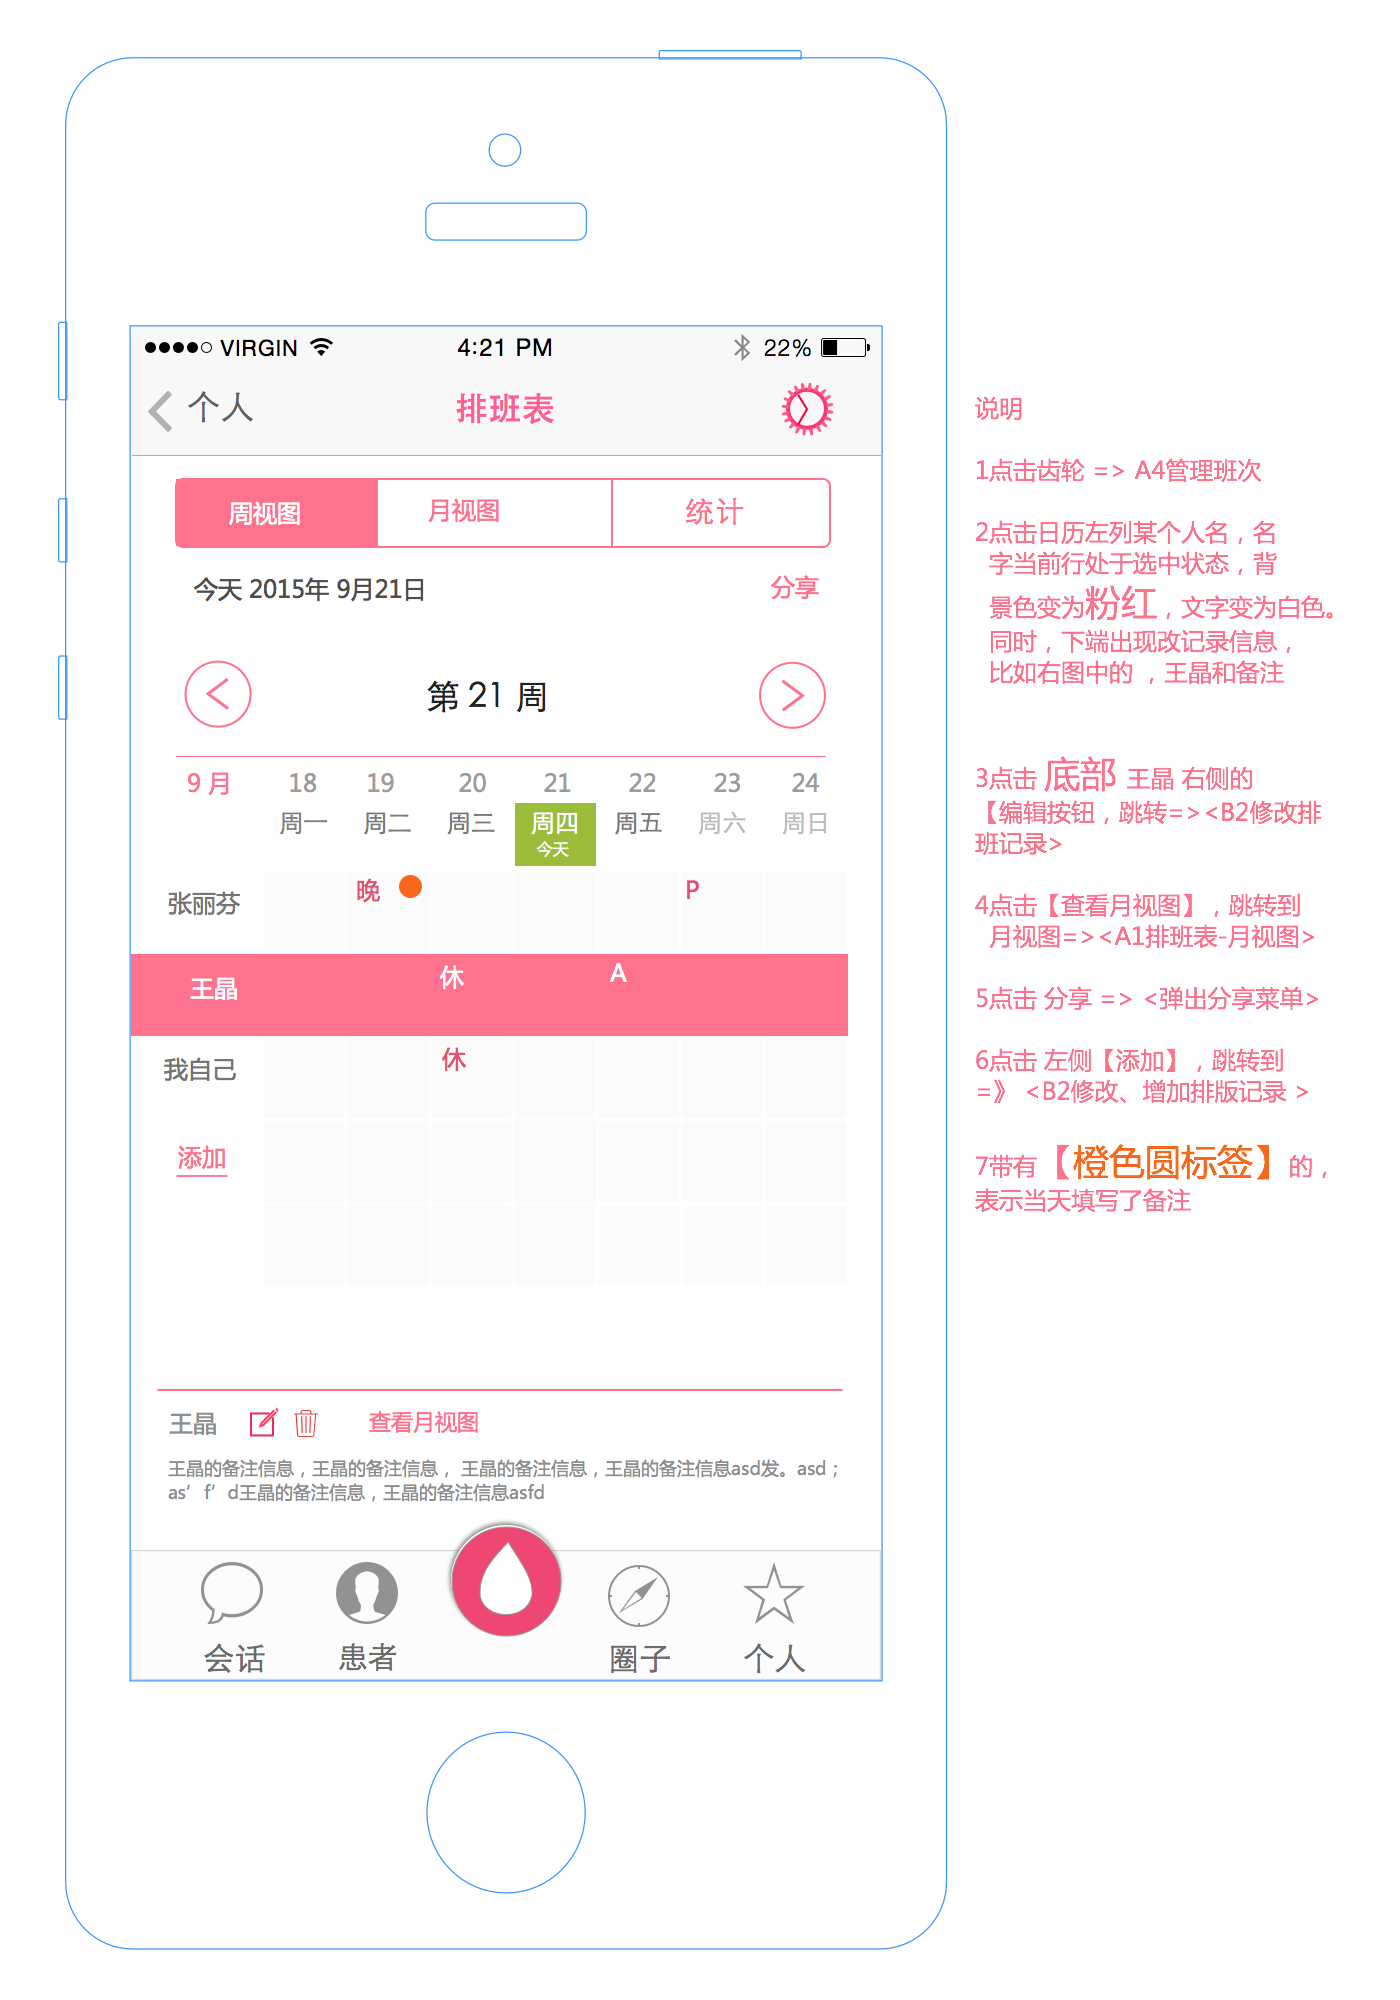 VIRGIN 4:21 PM 22%
个人 排班表
周视图 月视图 统计
今天 2015年 9月21日 分享
第 21 周
9 月 18 19 20 21 22 23 24
周一 周二 周三 周四 周五 周六 周日
今天
张丽芬 晚 P
王晶 休 A
我自己 休
添加
王晶 查看月视图
王晶的备注信息，王晶的备注信息， 王晶的备注信息，王晶的备注信息asd发。asd；
as’f’d王晶的备注信息，王晶的备注信息asfd
会话 患者 圈子 个人
说明
1点击齿轮 => A4管理班次
2点击日历左列某个人名，名
字当前行处于选中状态，背
景色变为粉红，文字变为白色。
同时，下端出现改记录信息，
比如右图中的 ，王晶和备注
3点击 底部 王晶 右侧的
【编辑按钮，跳转=><B2修改排
班记录>
4点击【查看月视图】，跳转到
月视图=><A1排班表-月视图>
5点击 分享 => <弹出分享菜单>
6点击 左侧【添加】，跳转到
=》 <B2修改、增加排版记录 >
7带有【橙色圆标签】的，
表示当天填写了备注